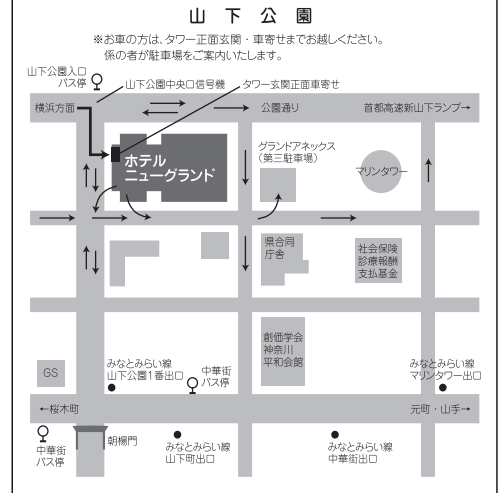 山下公園
※お車の方は、タワー正面玄関・車寄せまでお越しください。
係の者が駐車場をご案内いたします。
山下公園入口
バス停
山下公園中央口信号機
タワー玄関正面車寄せ
横浜方面
公園通り
首都高速新山下ランプ→
ホテル
ニューグランド
グランドアネックス
(第三駐車場)
マリンタワー
県合同
庁舎
社会保険
診療報酬
支払基金
創価学会
神奈川
平和会館
GS
みなとみらい線
山下公園1番出口
中華街
バス停
みなとみらい線
マリンタワー出口
←桜木町
元町・山手→
中華街
バス停
朝楊門
みなとみらい線
山下町出口
みなとみらい線
中華街出口